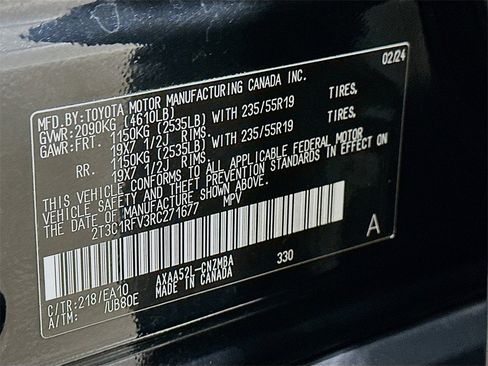 MFD.BY:TOYOTA MOTOR MANUFACTURING CANADA INC. 02/24
GVWR:2090KG (4610LB)
GAWR:FRT. 1150KG (2535LB) WITH 235/55R19 TIRES,
19X7 1/2J RIMS.
RR. 1150KG (2535LB) WITH 235/55R19 TIRES,
19X7 1/2J RIMS.
THIS VEHICLE CONFORMS TO ALL APPLICABLE FEDERAL MOTOR
VEHICLE SAFETY AND THEFT PREVENTION STANDARDS IN EFFECT ON
THE DATE OF MANUFACTURE SHOWN ABOVE.
2T3C1RFV3RC271677 MPV
A
C/TR:218/EA10 AXAA52L-CNZMBA 330
A/TM: /UB80E MADE IN CANADA